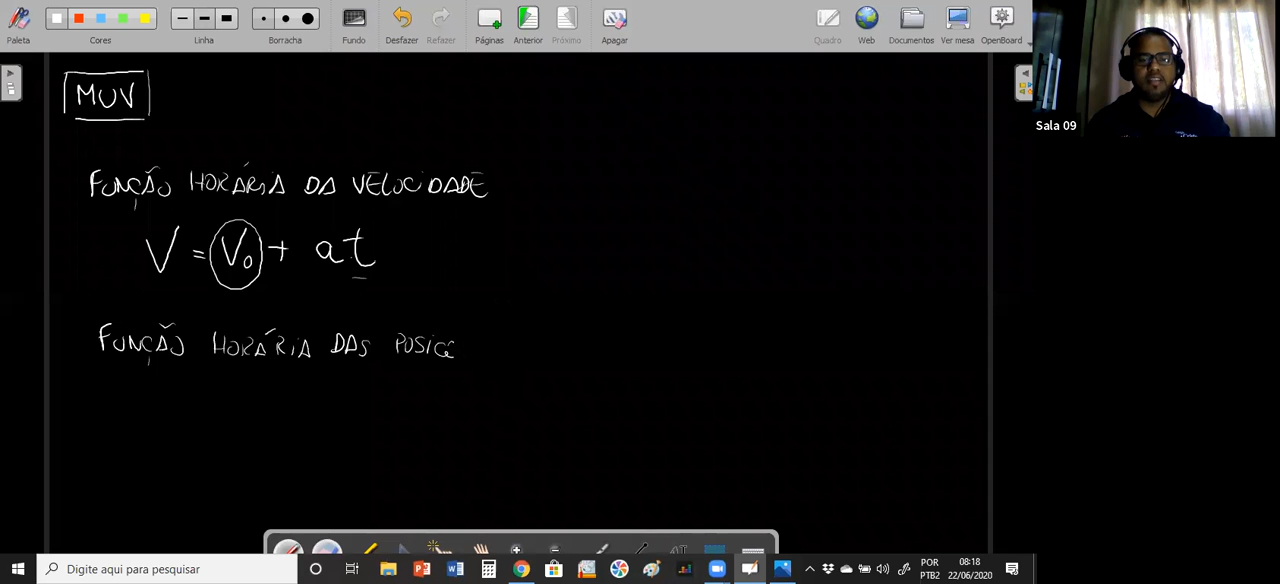 Paleta Cores Linha Borracha Fundo Desfazer Refazer Páginas Anterior Próximo Apagar Quadro Web Documentos Ver mesa OpenBoard
Sala 09
MUV
FUNÇÃO HORÁRIA DA VELOCIDADE
V = V₀ + at
FUNÇÃO HORÁRIA DAS POSIÇÕ
Digite aqui para pesquisar
POR 08:18
PTB2 22/06/2020